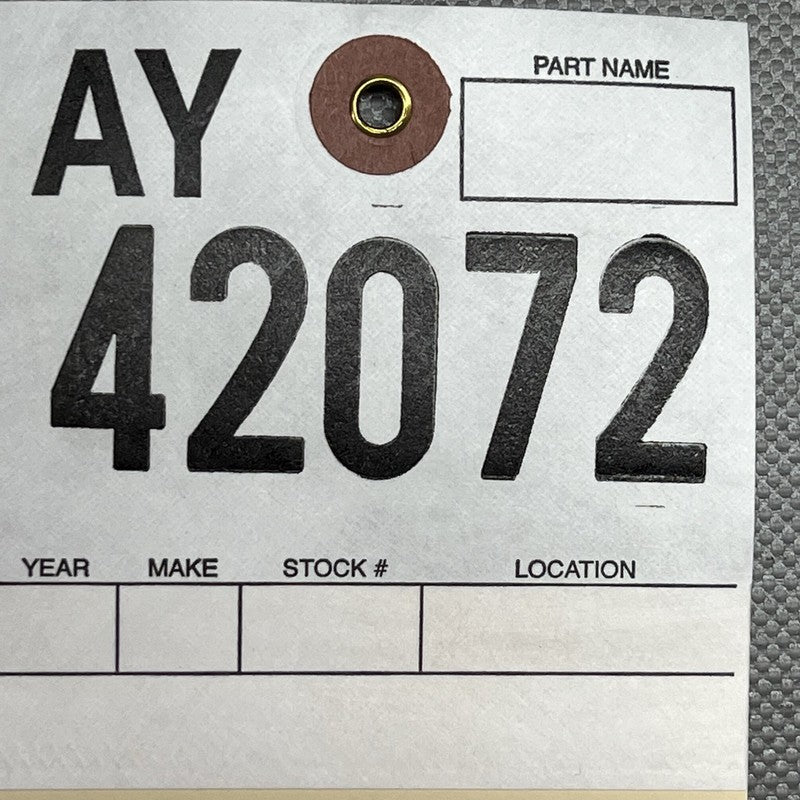 AY
PART NAME
42072
YEAR MAKE STOCK # LOCATION